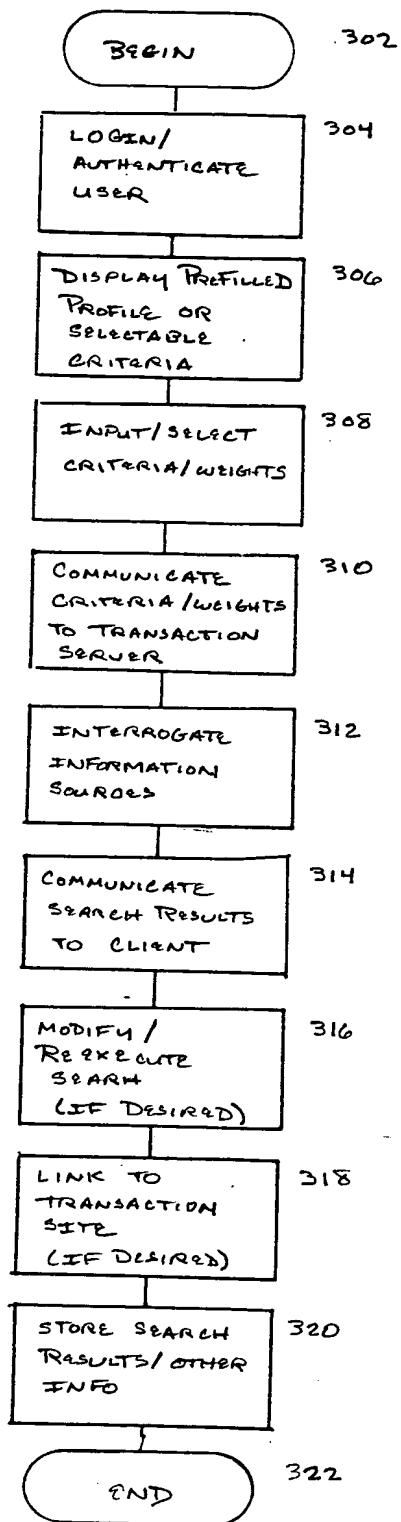 BEGIN 302
LOGIN/ 304
AUTHENTICATE
USER
DISPLAY PREFILLED 306
PROFILE OR
SELECTABLE
CRITERIA
INPUT/SELECT 308
CRITERIA/WEIGHTS
COMMUNICATE 310
CRITERIA/WEIGHTS
TO TRANSACTION
SERVER
INTERROGATE 312
INFORMATION
SOURCES
COMMUNICATE 314
SEARCH RESULTS
TO CLIENT
MODIFY/ 316
REEXECUTE
SEARCH
(IF DESIRED)
LINK TO 318
TRANSACTION
SITE
(IF DESIRED)
STORE SEARCH 320
RESULTS/OTHER
INFO
END 322